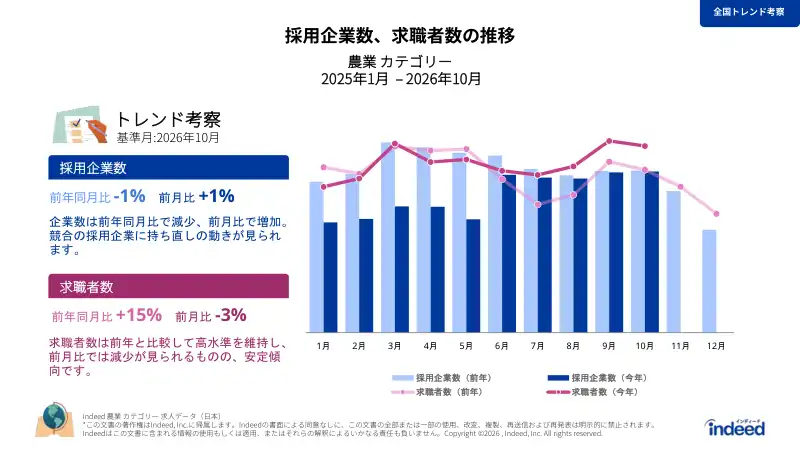 全国トレンド考察
採用企業数、求職者数の推移
農業 カテゴリー
2025年1月 – 2026年10月
トレンド考察
基準月:2026年10月
採用企業数
前年同月比 -1% 前月比 +1%
企業数は前年同月比で減少、前月比で増加。
競合の採用企業に持ち直しの動きが見られ
ます。
求職者数
前年同月比 +15% 前月比 -3%
求職者数は前年と比較して高水準を維持し、
前月比では減少が見られるものの、安定傾
向です。
1月 2月 3月 4月 5月 6月 7月 8月 9月 10月 11月 12月
採用企業数（前年） 採用企業数（今年）
求職者数（前年） 求職者数（今年）
Indeed 農業 カテゴリー 求人データ（日本）
*この文書の著作権はIndeed, Inc.に帰属します。Indeedの書面による同意なしに、この文書の全部または一部の使用、改変、複製、再送信および再発表は明示的に禁止されます。
Indeedはこの文書に含まれる情報の使用もしくは適用、またはそれらの解釈によるいかなる責任も負いません。Copyright ©2026 , Indeed, Inc. All rights reserved.
インディード
indeed